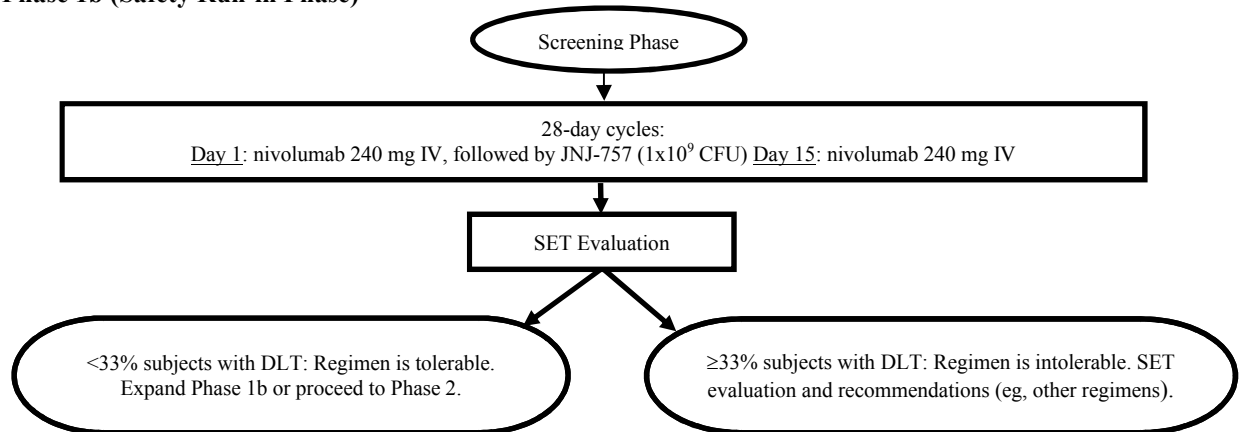 Phase 1b (Safety Run-in Phase)
Screening Phase
28-day cycles:
Day 1: nivolumab 240 mg IV, followed by JNJ-757 (1x10⁹ CFU) Day 15: nivolumab 240 mg IV
SET Evaluation
<33% subjects with DLT: Regimen is tolerable.
Expand Phase 1b or proceed to Phase 2.
≥33% subjects with DLT: Regimen is intolerable. SET
evaluation and recommendations (eg, other regimens).